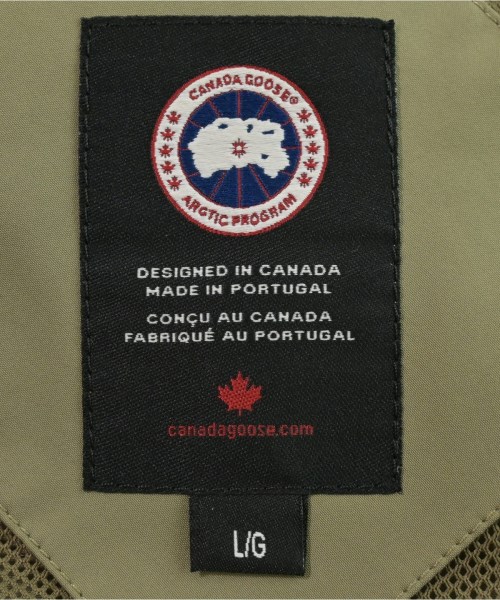 CANADA GOOSE®
ARCTIC PROGRAM
DESIGNED IN CANADA
MADE IN PORTUGAL
CONÇU AU CANADA
FABRIQUÉ AU PORTUGAL
canadagoose.com
L/G